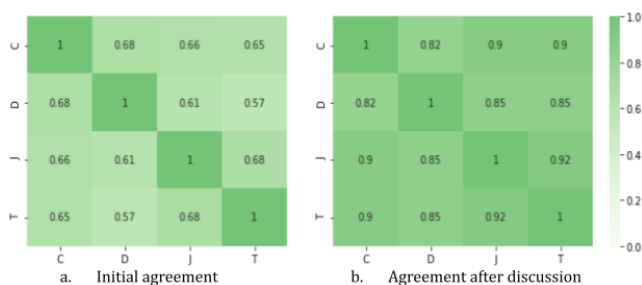 C 1 0.68 0.66 0.65
D 0.68 1 0.61 0.57
J 0.66 0.61 1 0.68
T 0.65 0.57 0.68 1
C D J T
a. Initial agreement
C 1 0.82 0.9 0.9
D 0.82 1 0.85 0.85
J 0.9 0.85 1 0.92
T 0.9 0.85 0.92 1
C D J T
b. Agreement after discussion
1.0
0.8
0.6
0.4
0.2
0.0